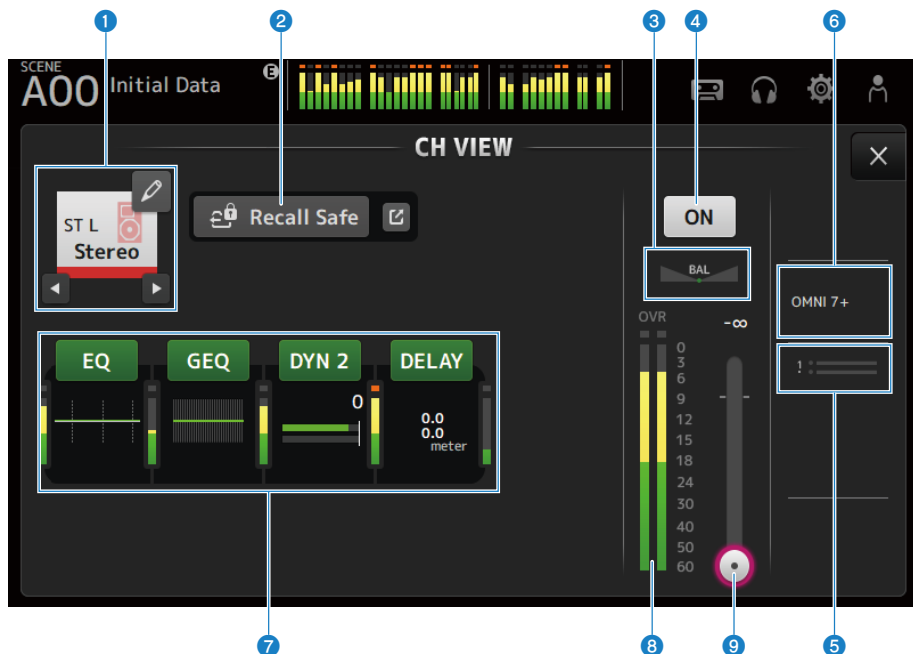 1 2 3 4 6
SCENE
A00 Initial Data E
CH VIEW
ST L
Stereo
Recall Safe
ON
BAL
OMNI 7+
OVR -∞
0
3
6
9
12
15
18
24
30
40
50
60
1
EQ GEQ DYN 2 DELAY
0
0.0
0.0
meter
7 8 9 5